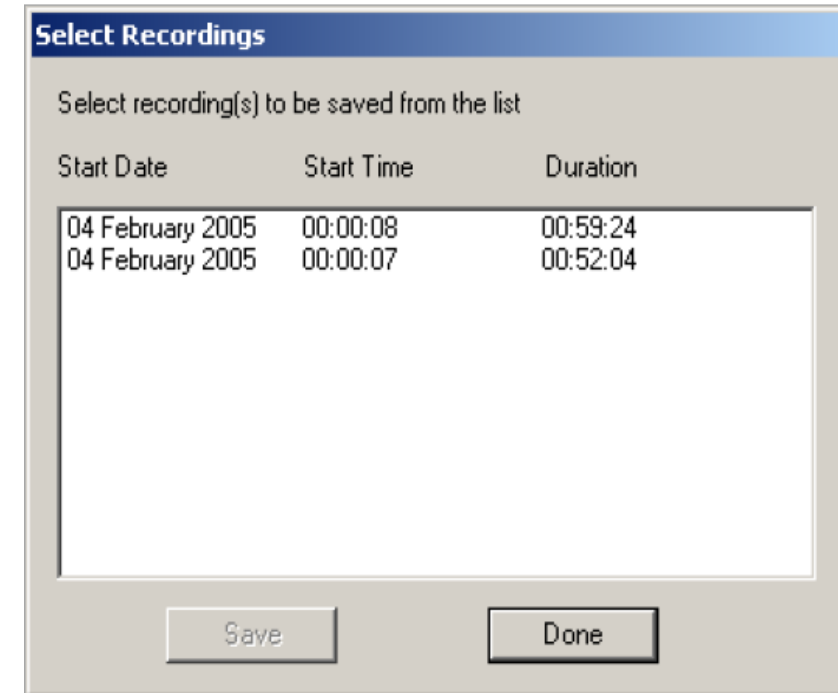 Select Recordings
Select recording(s) to be saved from the list
Start Date Start Time Duration
04 February 2005 00:00:08 00:59:24
04 February 2005 00:00:07 00:52:04
Save Done